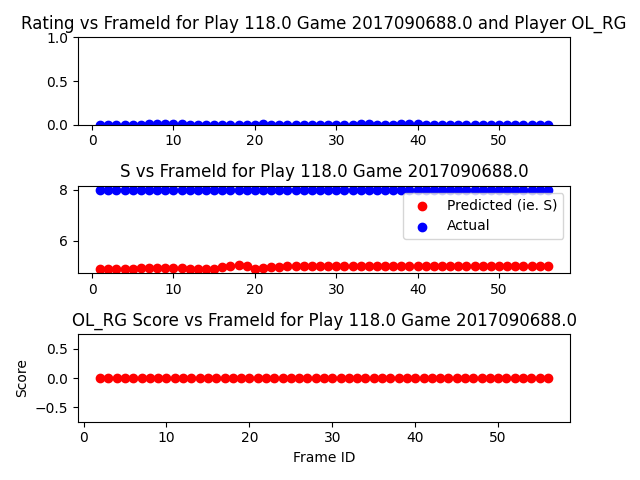 Rating vs FrameId for Play 118.0 Game 2017090688.0 and Player OL_RG
1.0
0.5
0.0
0 10 20 30 40 50
S vs FrameId for Play 118.0 Game 2017090688.0
8
6
Predicted (ie. S)
Actual
0 10 20 30 40 50
OL_RG Score vs FrameId for Play 118.0 Game 2017090688.0
Score
0.5
0.0
−0.5
0 10 20 30 40 50
Frame ID